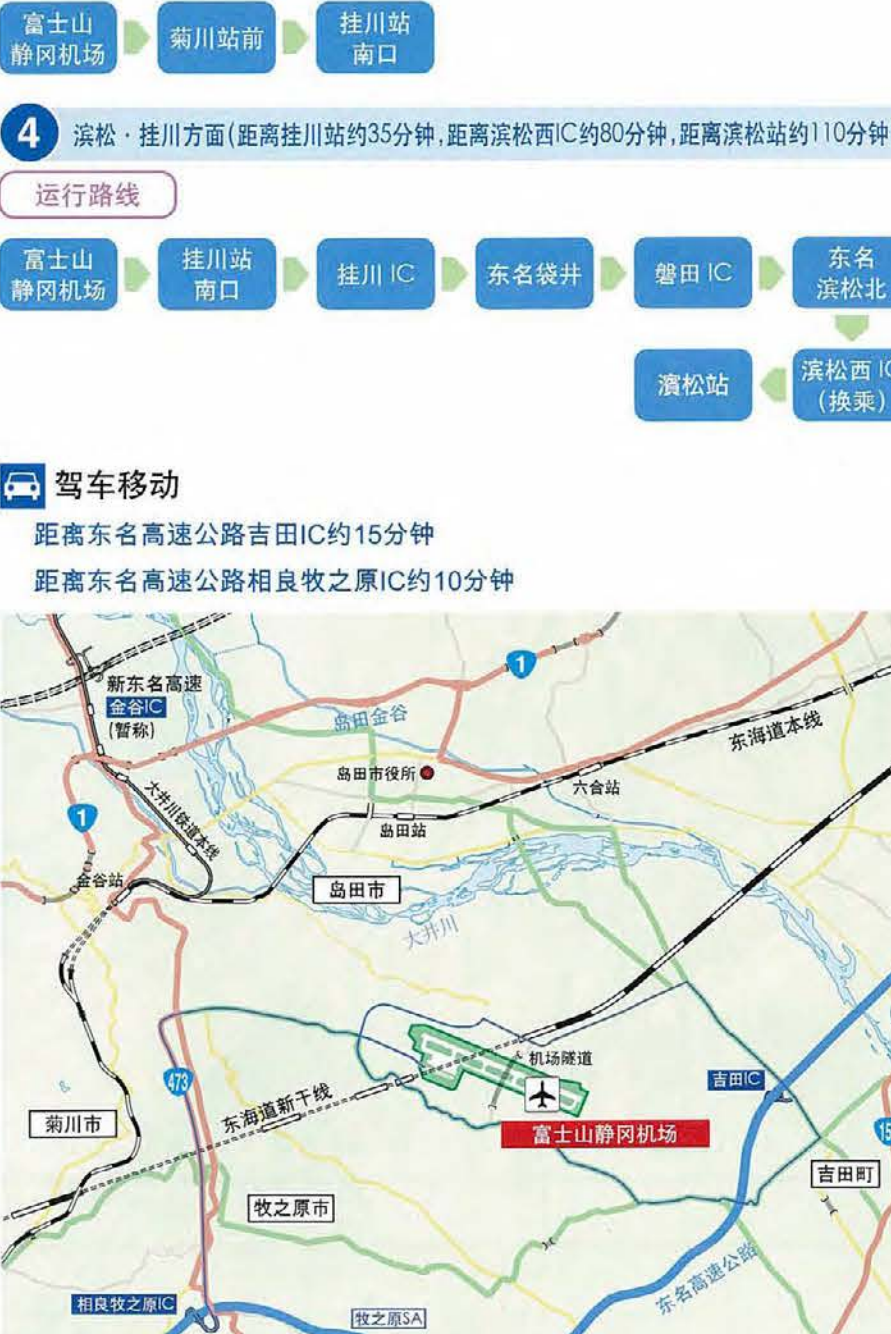 富士山
静冈机场
菊川站前
挂川站
南口
4
滨松·挂川方面(距离挂川站约35分钟,距离滨松西IC约80分钟,距离滨松站约110分钟
运行路线
富士山
静冈机场
挂川站
南口
挂川 IC
东名袋井
磐田 IC
东名
滨松北
滨松西 IC
(换乘)
濱松站
驾车移动
距离东名高速公路吉田IC约15分钟
距离东名高速公路相良牧之原IC约10分钟
新东名高速
金谷IC
(暂称)
1
岛田金谷
东海道本线
岛田市役所
六合站
大井川铁道本线
1
岛田站
金谷站
岛田市
大井川
机场隧道
473
吉田IC
东海道新干线
菊川市
富士山静冈机场
15
吉田町
牧之原市
东名高速公路
相良牧之原IC
牧之原SA